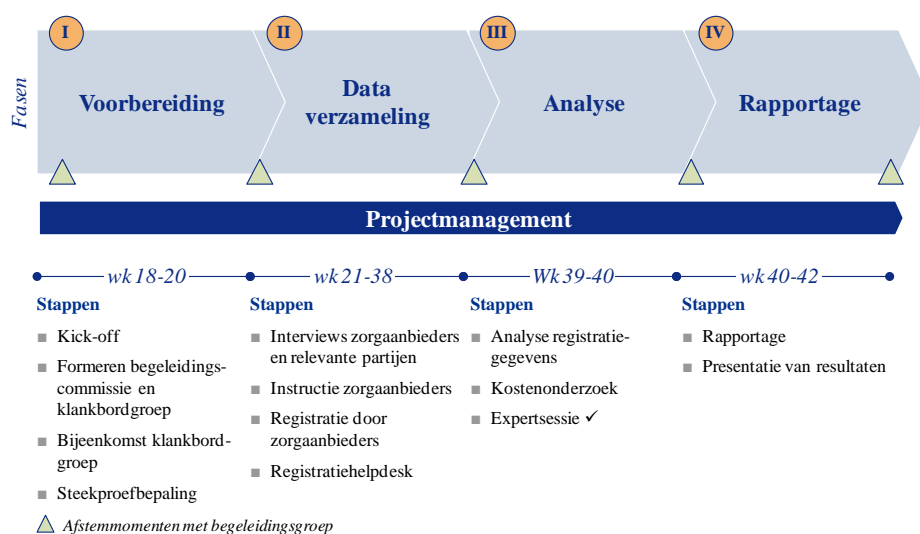 I
II
III
IV
Fasen
Voorbereiding
Data
verzameling
Analyse
Rapportage
Projectmanagement
wk 18-20
wk 21-38
Wk 39-40
wk 40-42
Stappen
■ Kick-off
■ Formeren begeleidings-
commissie en
klankbordgroep
■ Bijeenkomst klankbord-
groep
■ Steekproefbepaling
Stappen
■ Interviews zorgaanbieders
en relevante partijen
■ Instructie zorgaanbieders
■ Registratie door
zorgaanbieders
■ Registratiehelpdesk
Stappen
■ Analyse registratie-
gegevens
■ Kostenonderzoek
■ Expertsessie ✓
Stappen
■ Rapportage
■ Presentatie van resultaten
Afstemmomenten met begeleidingsgroep